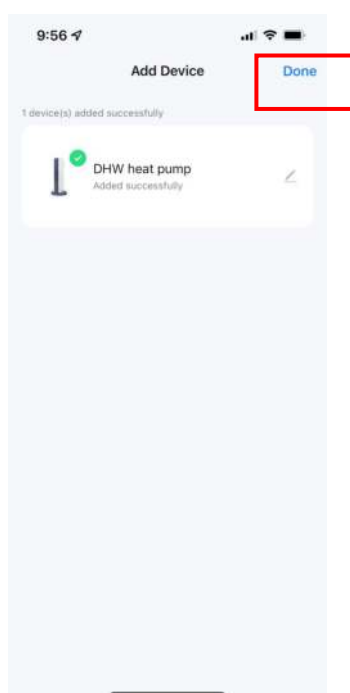 9:56
Add Device
Done
1 device(s) added successfully
DHW heat pump
Added successfully